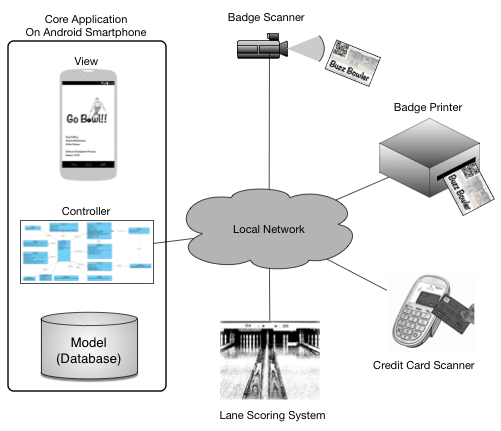 Core Application
On Android Smartphone
View
Go Bowl!!
Controller
Model
(Database)
Badge Scanner
Buzz Bowler
Badge Printer
Buzz Bowler
Local Network
Credit Card Scanner
Lane Scoring System